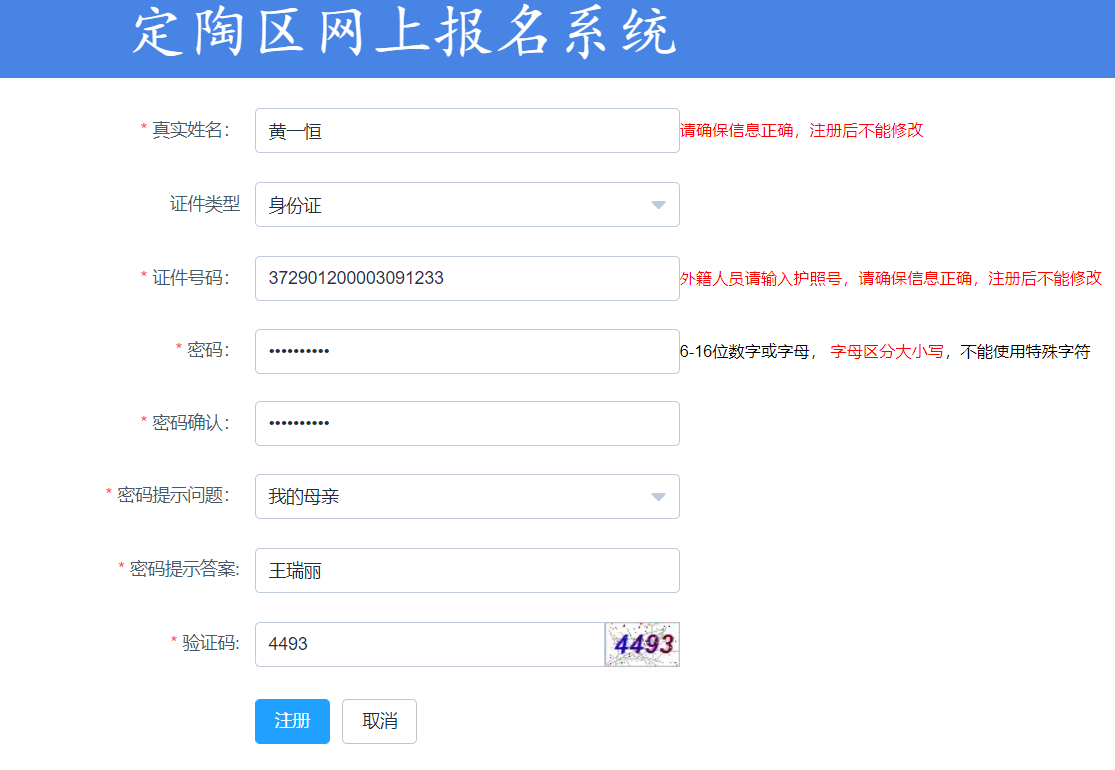 定陶区网上报名系统
* 真实姓名： 黄一恒 请确保信息正确，注册后不能修改
证件类型 身份证
* 证件号码： 372901200003091233 外籍人员请输入护照号，请确保信息正确，注册后不能修改
* 密码： •••••••••• 6-16位数字或字母， 字母区分大小写，不能使用特殊字符
* 密码确认： ••••••••••
* 密码提示问题： 我的母亲
* 密码提示答案: 王瑞丽
* 验证码: 4493 4493
注册 取消